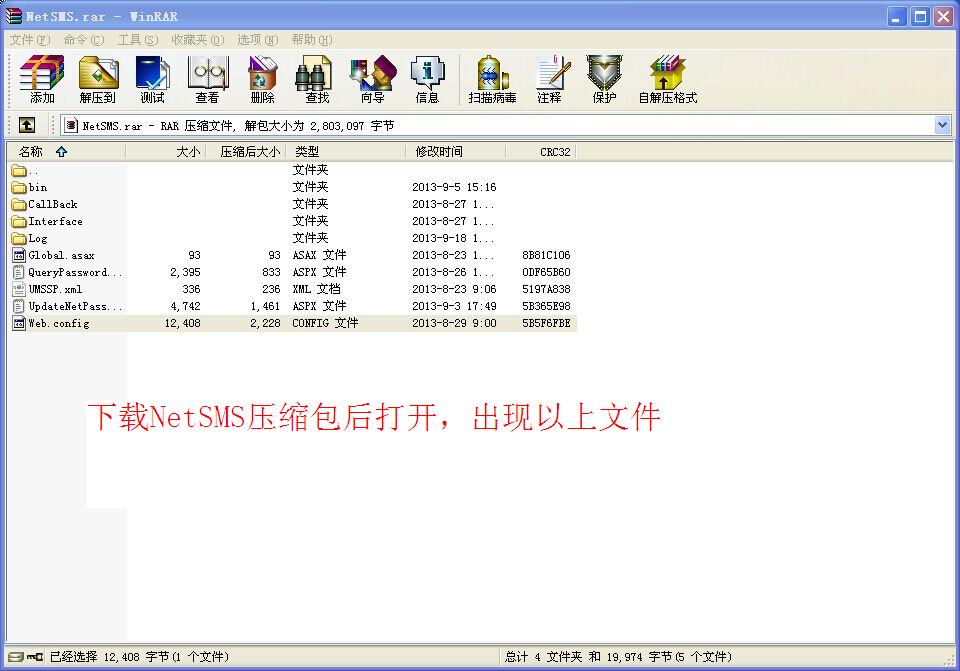 NetSMS.rar - WinRAR
文件(F) 命令(C) 工具(S) 收藏夹(O) 选项(N) 帮助(H)
添加 解压到 测试 查看 删除 查找 向导 信息 扫描病毒 注释 保护 自解压格式
NetSMS.rar - RAR 压缩文件, 解包大小为 2,803,097 字节
名称 大小 压缩后大小 类型 修改时间 CRC32
.. 文件夹
bin 文件夹 2013-9-5 15:16
CallBack 文件夹 2013-8-27 1...
Interface 文件夹 2013-8-27 1...
Log 文件夹 2013-9-18 1...
Global.asax 93 93 ASAX 文件 2013-8-23 1... 8B81C106
QueryPassword... 2,395 833 ASPX 文件 2013-8-26 1... 0DF65B60
UMSSP.xml 336 236 XML 文档 2013-8-23 9:06 5197A838
UpdateNetPass... 4,742 1,461 ASPX 文件 2013-9-3 17:49 5B365E98
Web.config 12,408 2,228 CONFIG 文件 2013-8-29 9:00 5B5F6FBE
下载NetSMS压缩包后打开，出现以上文件
已经选择 12,408 字节(1 个文件) 总计 4 文件夹 和 19,974 字节(5 个文件)